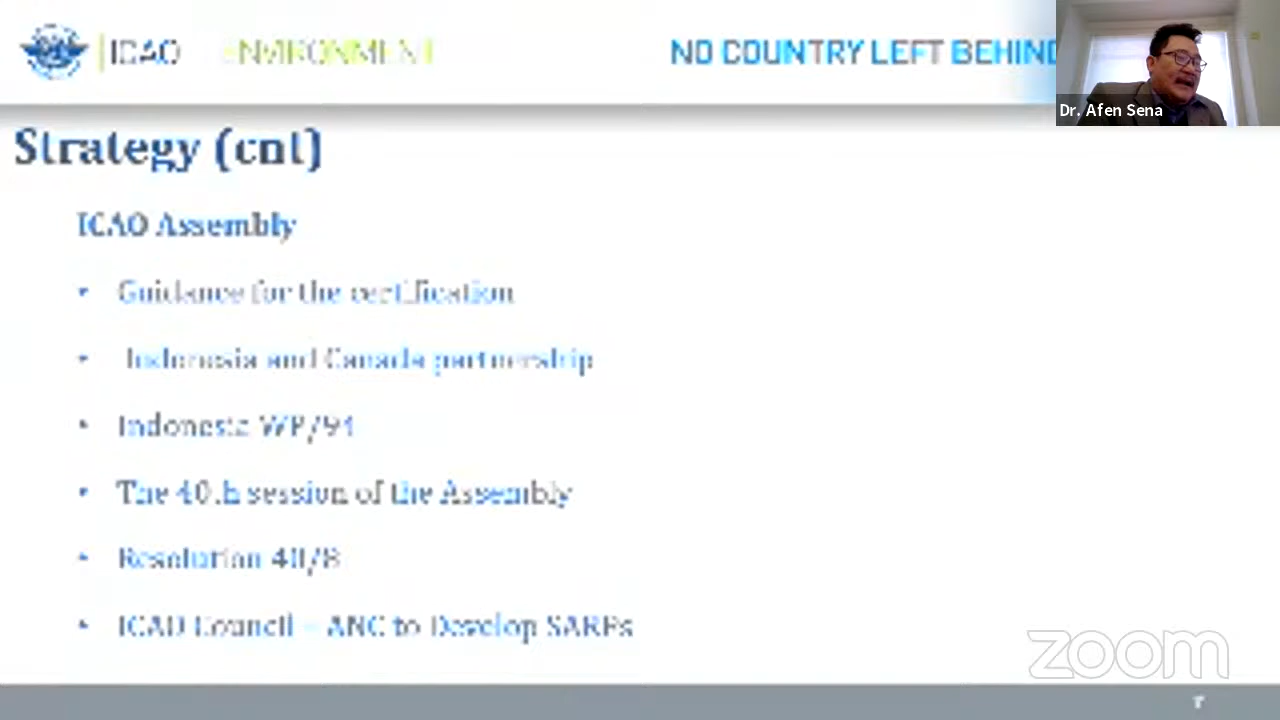 ICAO ENVIRONMENT
NO COUNTRY LEFT BEHIND
Dr. Afen Sena
Strategy (cnt)
ICAO Assembly
• Guidance for the certification
• Indonesia and Canada partnership
• Indonesia WP/94
• The 40th session of the Assembly
• Resolution 40/8
• ICAO Council – ANC to Develop SARPs
zoom